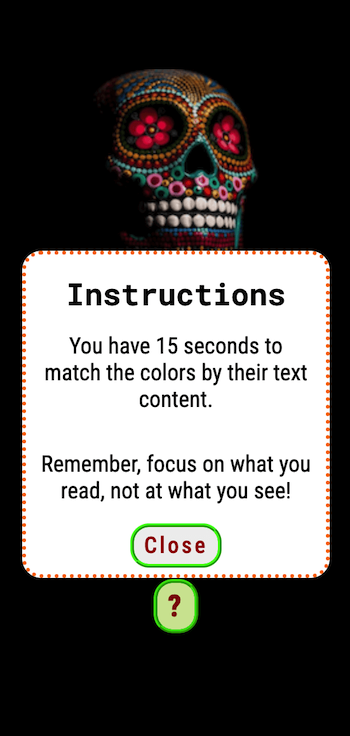 Instructions
You have 15 seconds to
match the colors by their text
content.
Remember, focus on what you
read, not at what you see!
Close
?